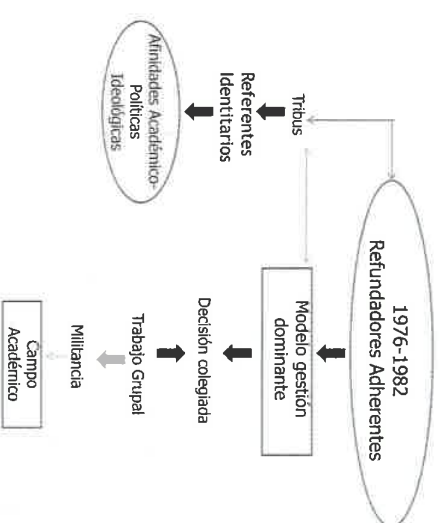 1976-1982
Refundadores Adherentes
Tribus
Referentes
Identitarios
Afinidades Académico-
Políticas
Ideológicas
Modelo gestión
dominante
Decisión colegiada
Trabajo Grupal
Militancia
Campo
Académico